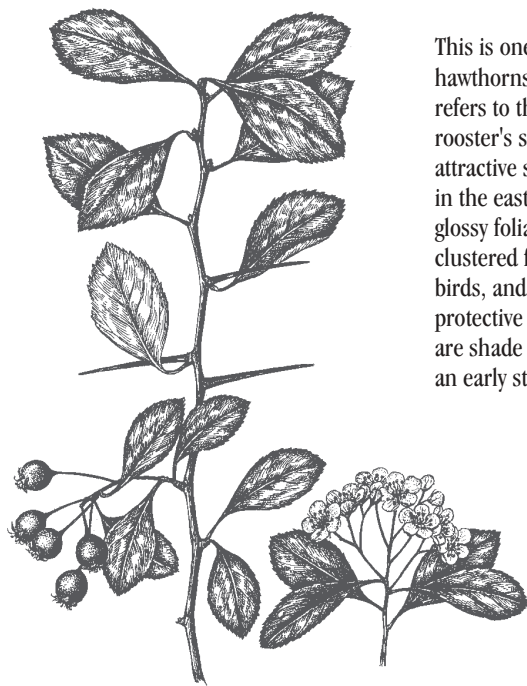 This is one
hawthorns
refers to th
rooster's s
attractive s
in the east
glossy folia
clustered f
birds, and
protective
are shade
an early st